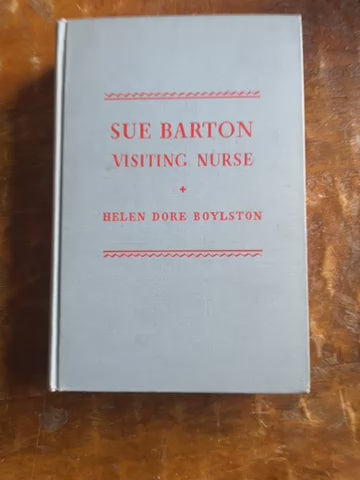 SUE BARTON
VISITING NURSE
HELEN DORE BOYLSTON